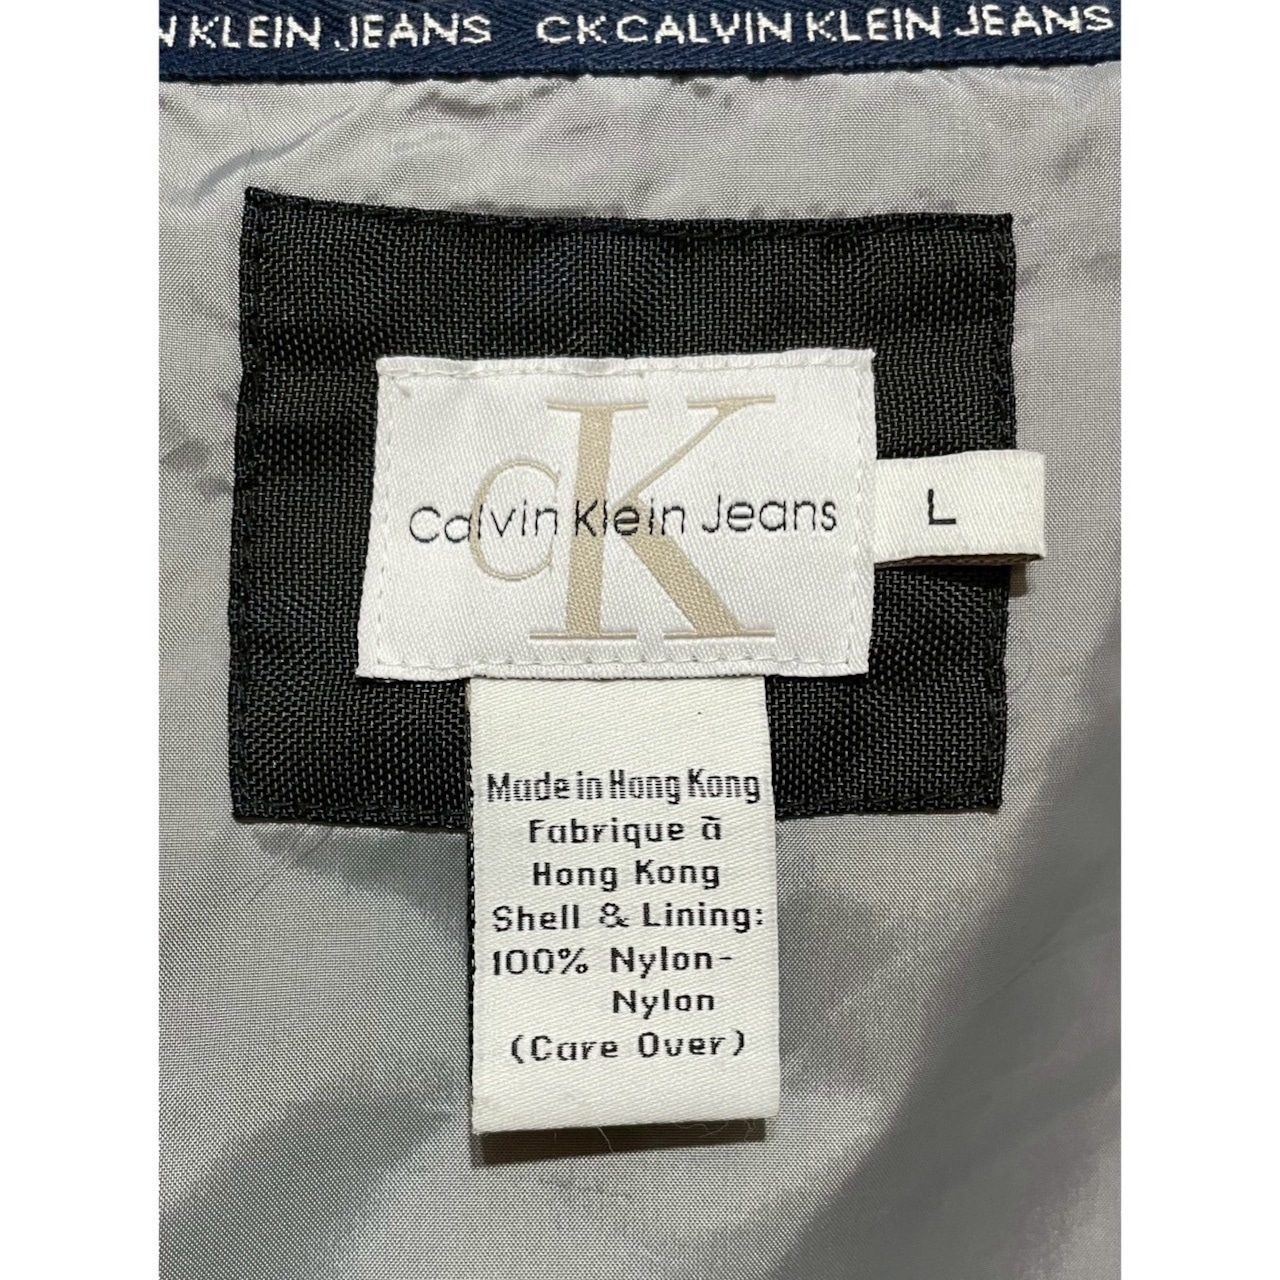 N KLEIN JEANS CK CALVIN KLEIN JEANS
CK
Calvin Klein Jeans
L
Made in Hong Kong
Fabrique à
Hong Kong
Shell & Lining:
100% Nylon-
Nylon
(Care Over)